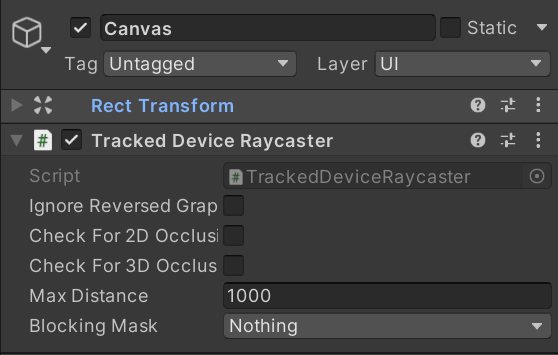 Canvas
Static
Tag Untagged Layer UI
Rect Transform
# Tracked Device Raycaster
Script # TrackedDeviceRaycaster
Ignore Reversed Grap
Check For 2D Occlusi
Check For 3D Occlus
Max Distance 1000
Blocking Mask Nothing